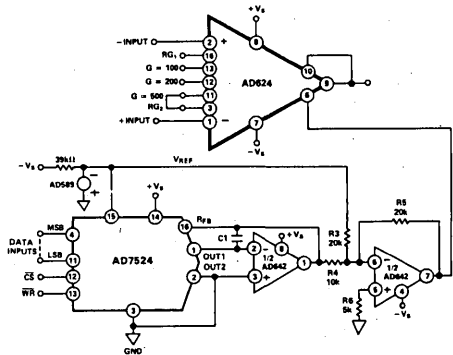 +VS
−INPUT 2 + 8
RG1 16
G = 100 13 10
G = 200 12 AD624 9
G = 500 11 6
RG2 3
+INPUT 1 − 7
−VS
−VS 39kΩ VREF
AD589 − +
+VS
R5
20k
15 14 RFB
16
MSB 4 C1 +VS R3
20k
DATA
INPUTS AD7524 1 OUT1 2 − 8 1 R4
10k 6 − 7
LSB 11 OUT2 1/2
AD642 1/2
AD642
CS 12 2 3 + R6
5k 5 + 4
WR 13 −VS
3
GND